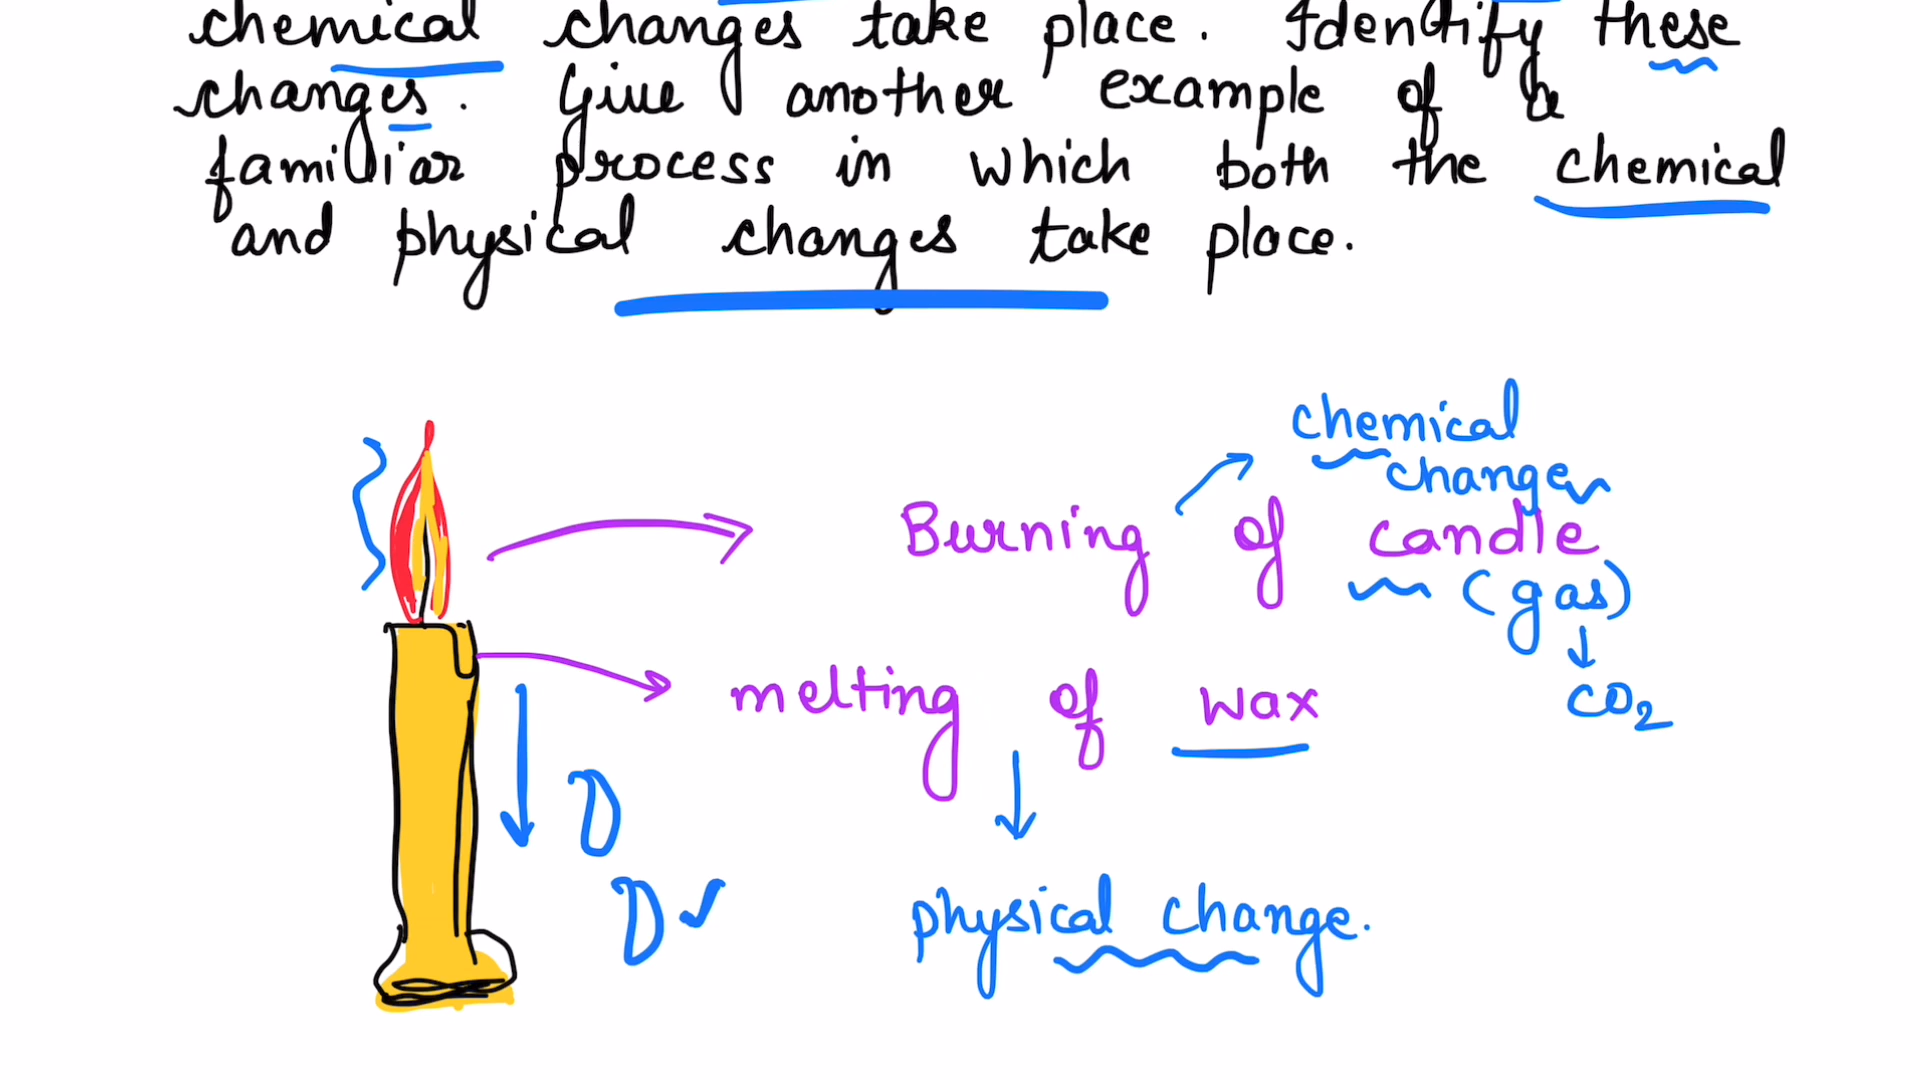 chemical changes take place. Identify these
changes. Give another example of a
familiar process in which both the chemical
and physical changes take place.
chemical
change
Burning of candle
(gas)
CO2
melting of wax
physical change.